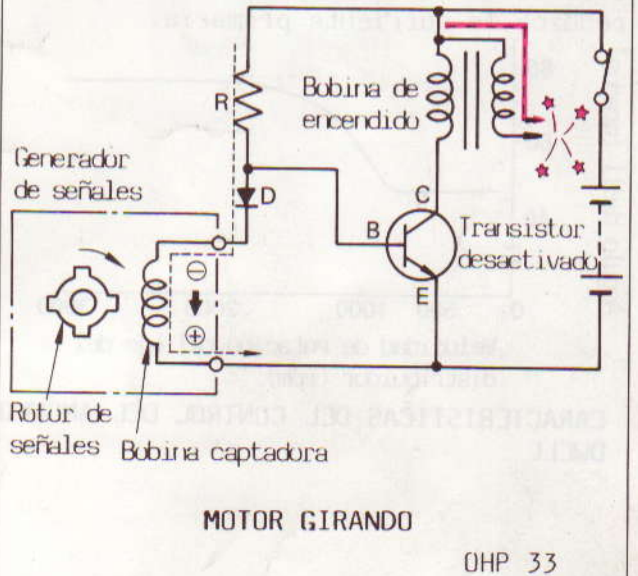 R
Bobina de
encendido
Generador
de señales
D
C
B
Transistor
desactivado
E
Rotor de
señales
Bobina captadora
MOTOR GIRANDO
OHP 33